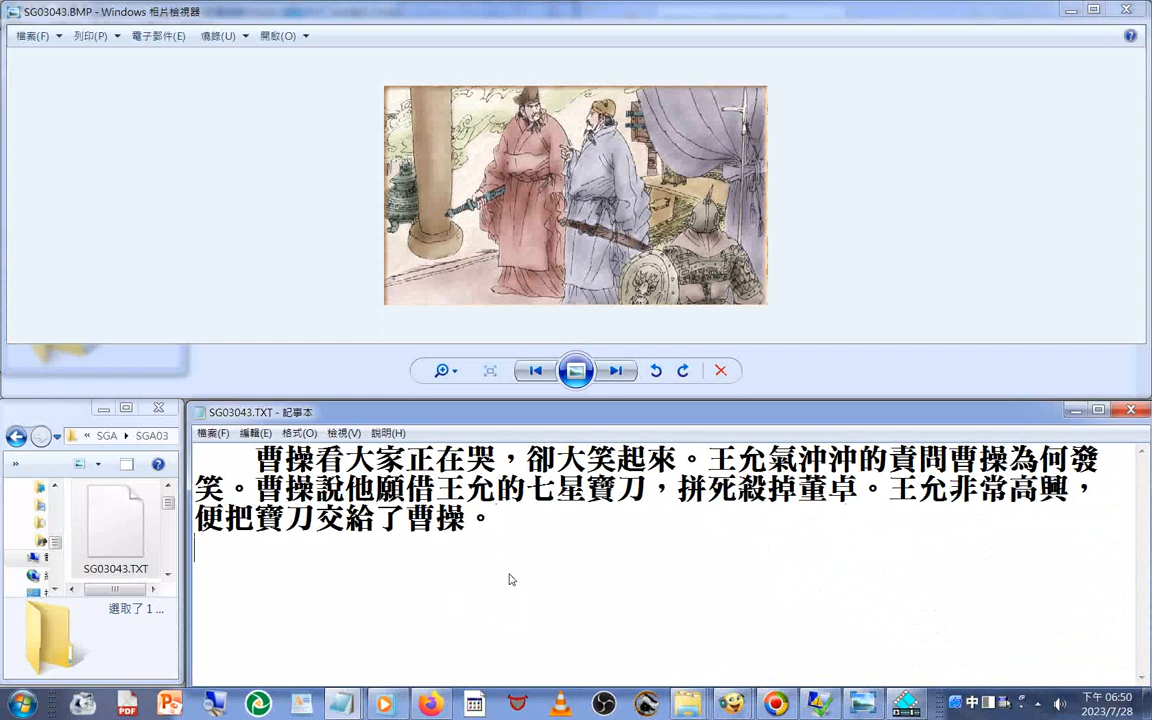 SG03043.BMP - Windows 相片檢視器
檔案(F) 列印(P) 電子郵件(E) 燒錄(U) 開啟(O)
« SGA ▸ SGA03
»
SG03043.TXT
選取了 1 ...
SG03043.TXT - 記事本
檔案(F) 編輯(E) 格式(O) 檢視(V) 說明(H)
曹操看大家正在哭，卻大笑起來。王允氣沖沖的責問曹操為何發
笑。曹操說他願借王允的七星寶刀，拼死殺掉董卓。王允非常高興，
便把寶刀交給了曹操。
PDF
中
下午 06:50
2023/7/28